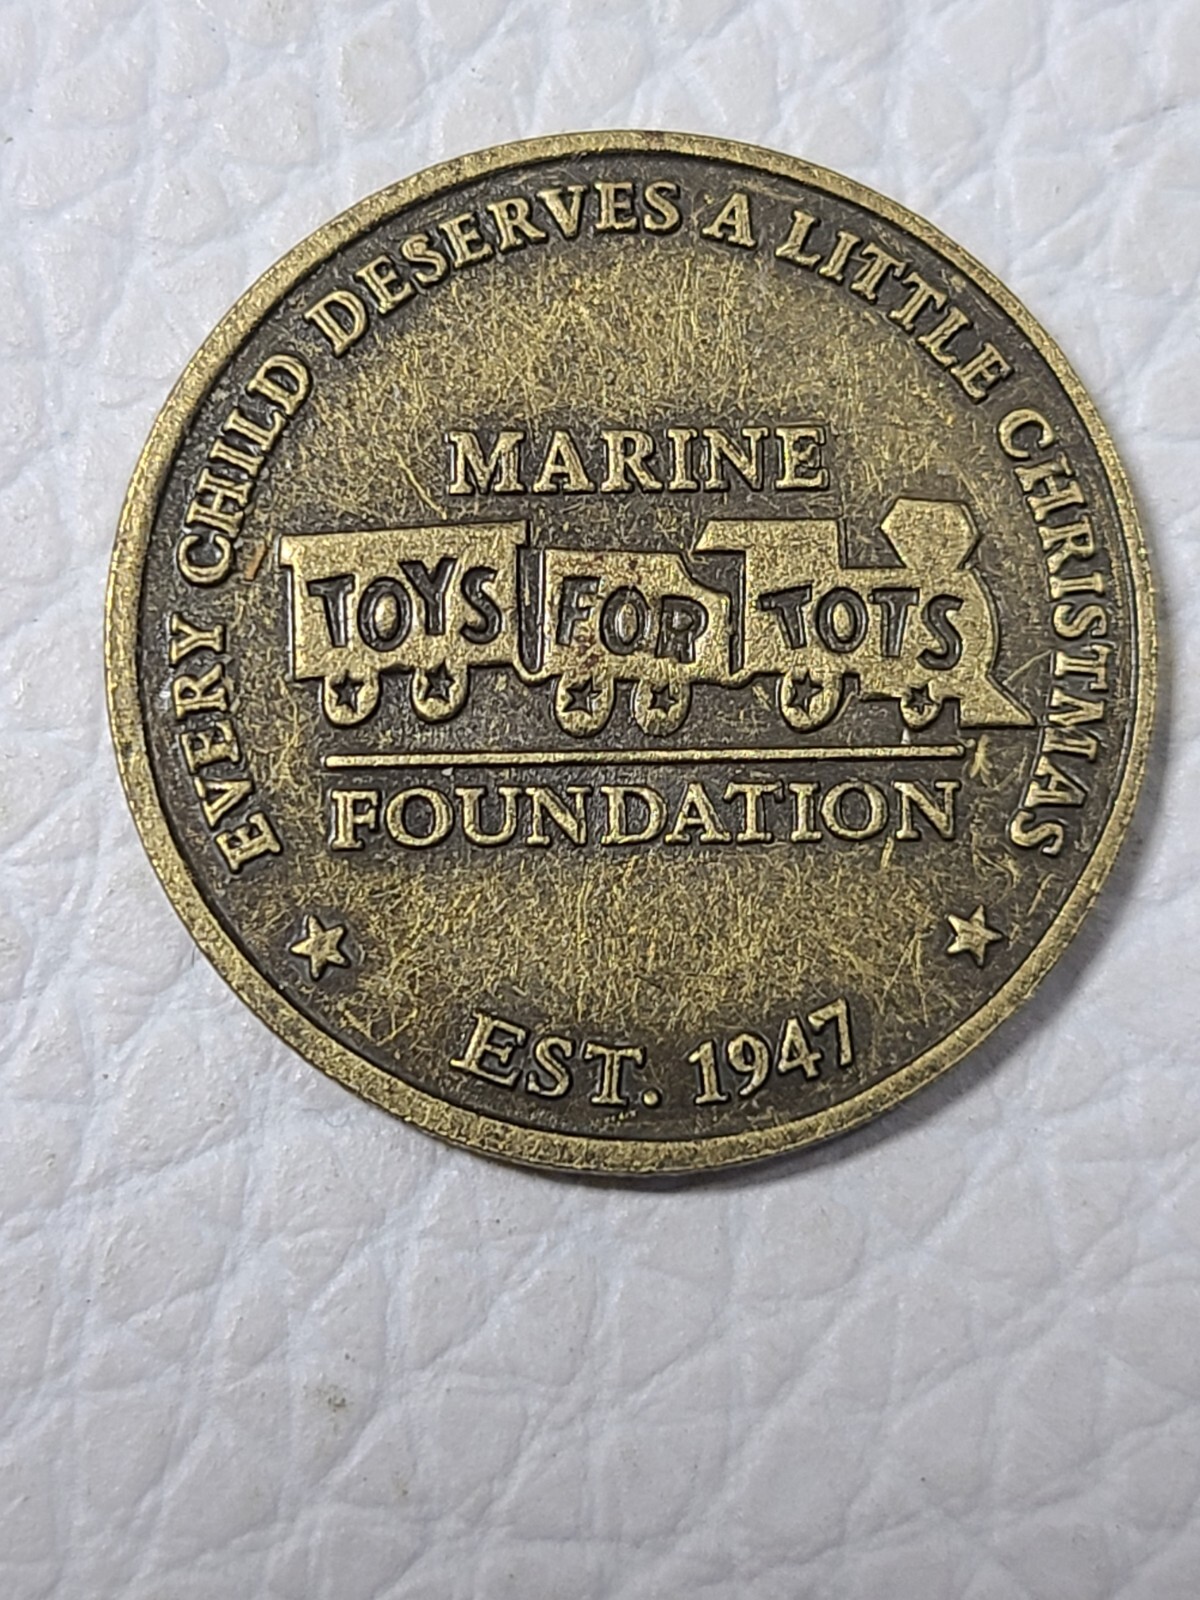 EVERY CHILD DESERVES A LITTLE CHRISTMAS
MARINE
TOYS FOR TOTS
FOUNDATION
EST. 1947